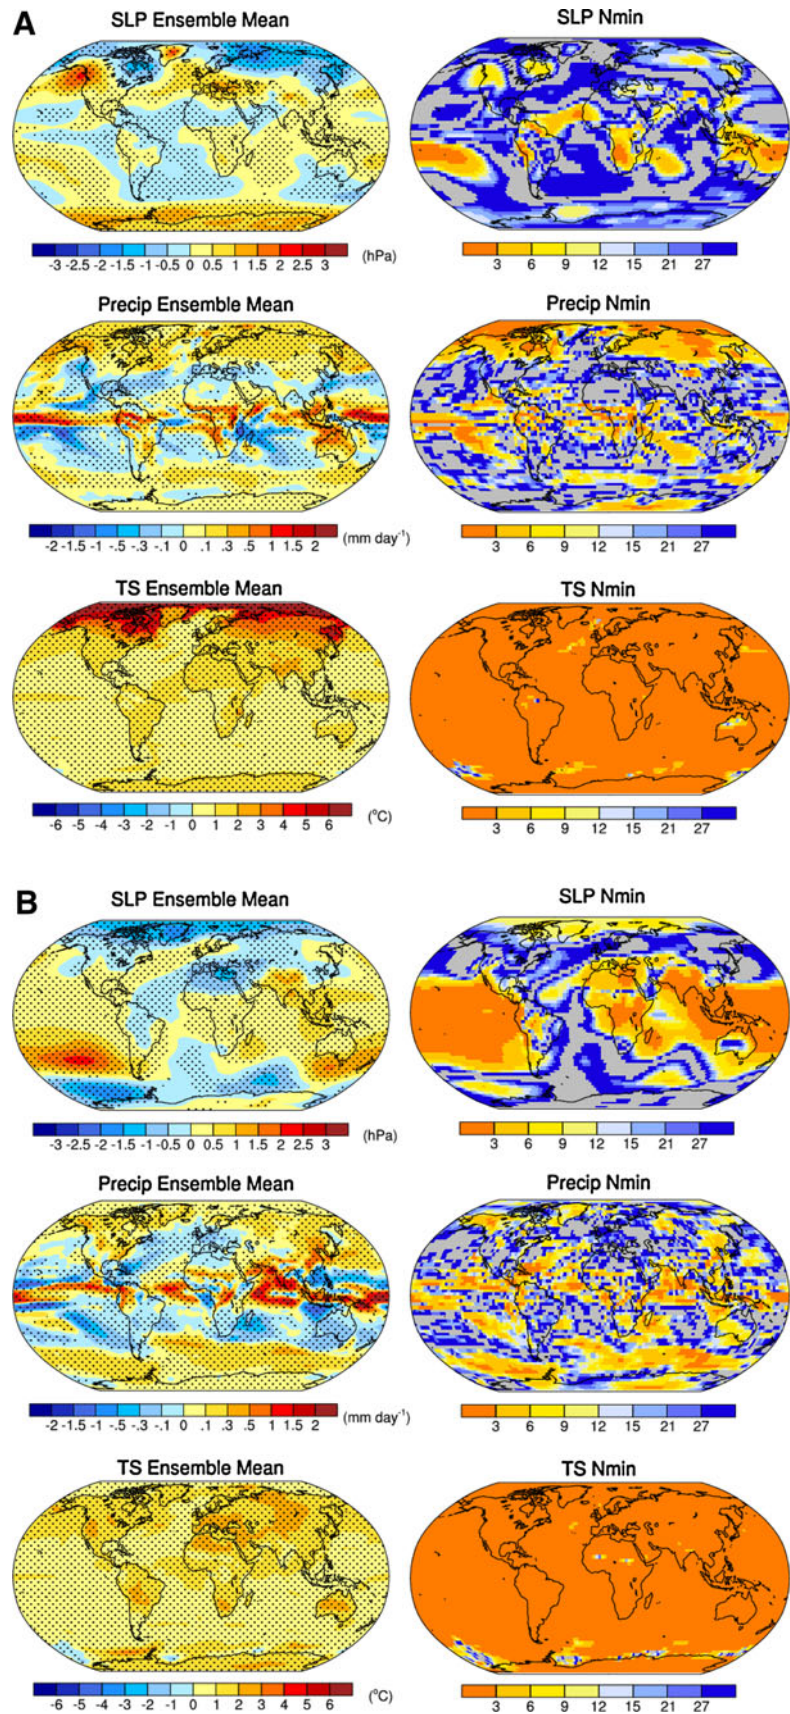 A
SLP Ensemble Mean
SLP Nmin
-3 -2.5 -2 -1.5 -1 -0.5 0 0.5 1 1.5 2 2.5 3 (hPa)
3 6 9 12 15 21 27
Precip Ensemble Mean
Precip Nmin
-2 -1.5 -1 -.5 -.3 -.1 0 .1 .3 .5 1 1.5 2 (mm day-1)
3 6 9 12 15 21 27
TS Ensemble Mean
TS Nmin
-6 -5 -4 -3 -2 -1 0 1 2 3 4 5 6 (°C)
3 6 9 12 15 21 27
B
SLP Ensemble Mean
SLP Nmin
-3 -2.5 -2 -1.5 -1 -0.5 0 0.5 1 1.5 2 2.5 3 (hPa)
3 6 9 12 15 21 27
Precip Ensemble Mean
Precip Nmin
-2 -1.5 -1 -.5 -.3 -.1 0 .1 .3 .5 1 1.5 2 (mm day-1)
3 6 9 12 15 21 27
TS Ensemble Mean
TS Nmin
-6 -5 -4 -3 -2 -1 0 1 2 3 4 5 6 (°C)
3 6 9 12 15 21 27